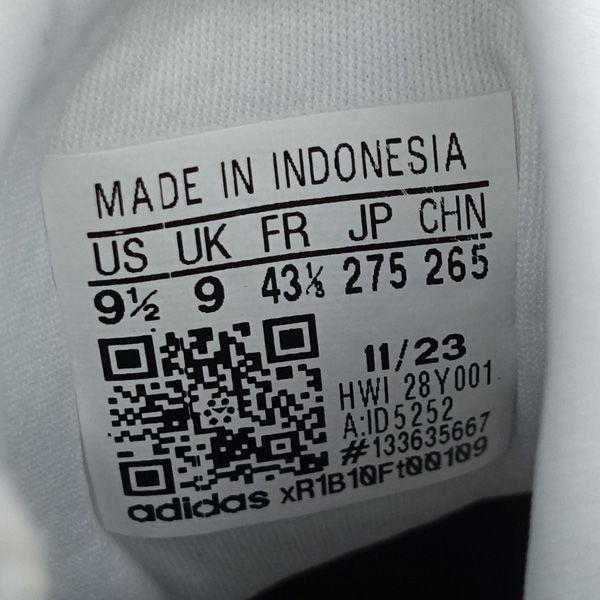 MADE IN INDONESIA
US UK FR JP CHN
9½ 9 43⅓ 275 265
11/23
HWI 28Y001
A:ID5252
#133635667
adidas xR1B10Ft00109